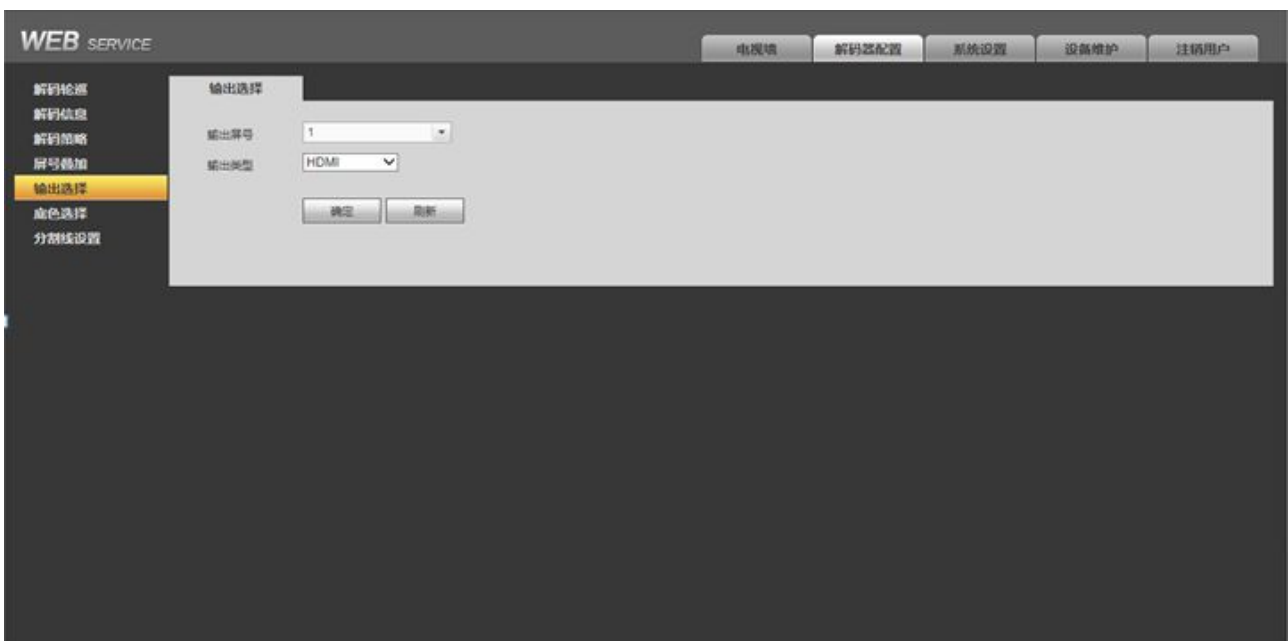 WEB SERVICE
电视墙 解码器配置 系统设置 设备维护 注销用户
解码轮巡
解码信息
解码策略
屏号叠加
输出选择
底色选择
分割线设置
输出选择
输出屏号 1
输出类型 HDMI
确定 刷新